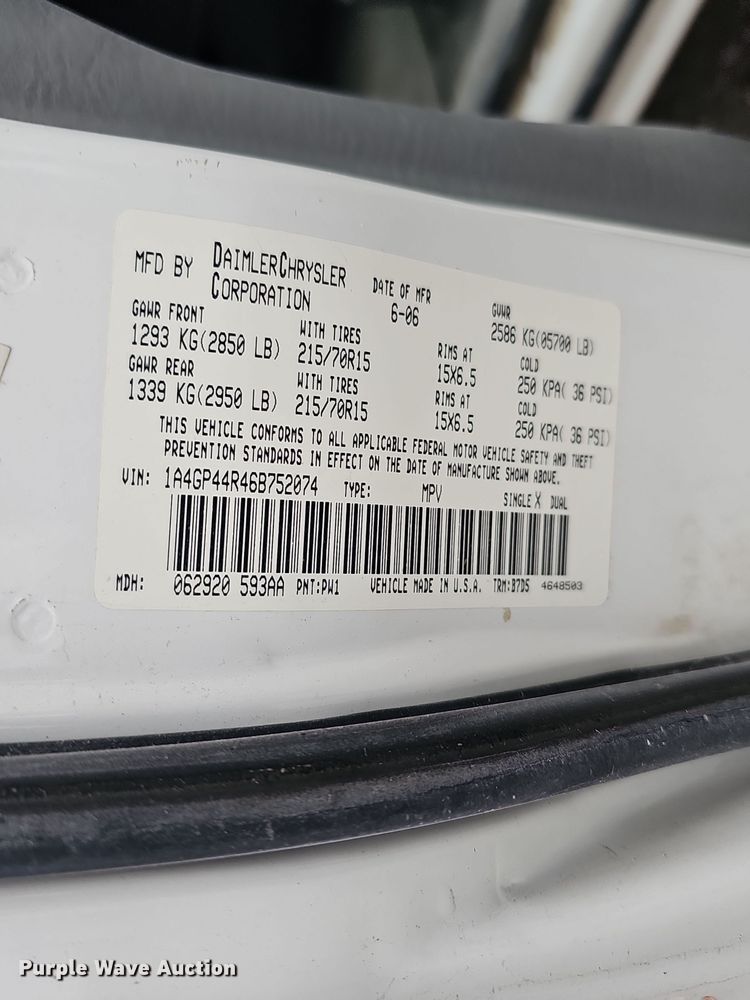 MFD BY DAIMLERCHRYSLER CORPORATION DATE OF MFR 6-06 GVWR 2586 KG(05700 LB)
GAWR FRONT WITH TIRES RIMS AT COLD
1293 KG(2850 LB) 215/70R15 15X6.5 250 KPA( 36 PSI)
GAWR REAR WITH TIRES RIMS AT COLD
1339 KG(2950 LB) 215/70R15 15X6.5 250 KPA( 36 PSI)
THIS VEHICLE CONFORMS TO ALL APPLICABLE FEDERAL MOTOR VEHICLE SAFETY AND THEFT
PREVENTION STANDARDS IN EFFECT ON THE DATE OF MANUFACTURE SHOWN ABOVE.
VIN: 1A4GP44R46B752074 TYPE: MPV SINGLE X DUAL
MDH: 062920 593AA PNT:PW1 VEHICLE MADE IN U.S.A. TRM:B7D5 4648503
Purple Wave Auction